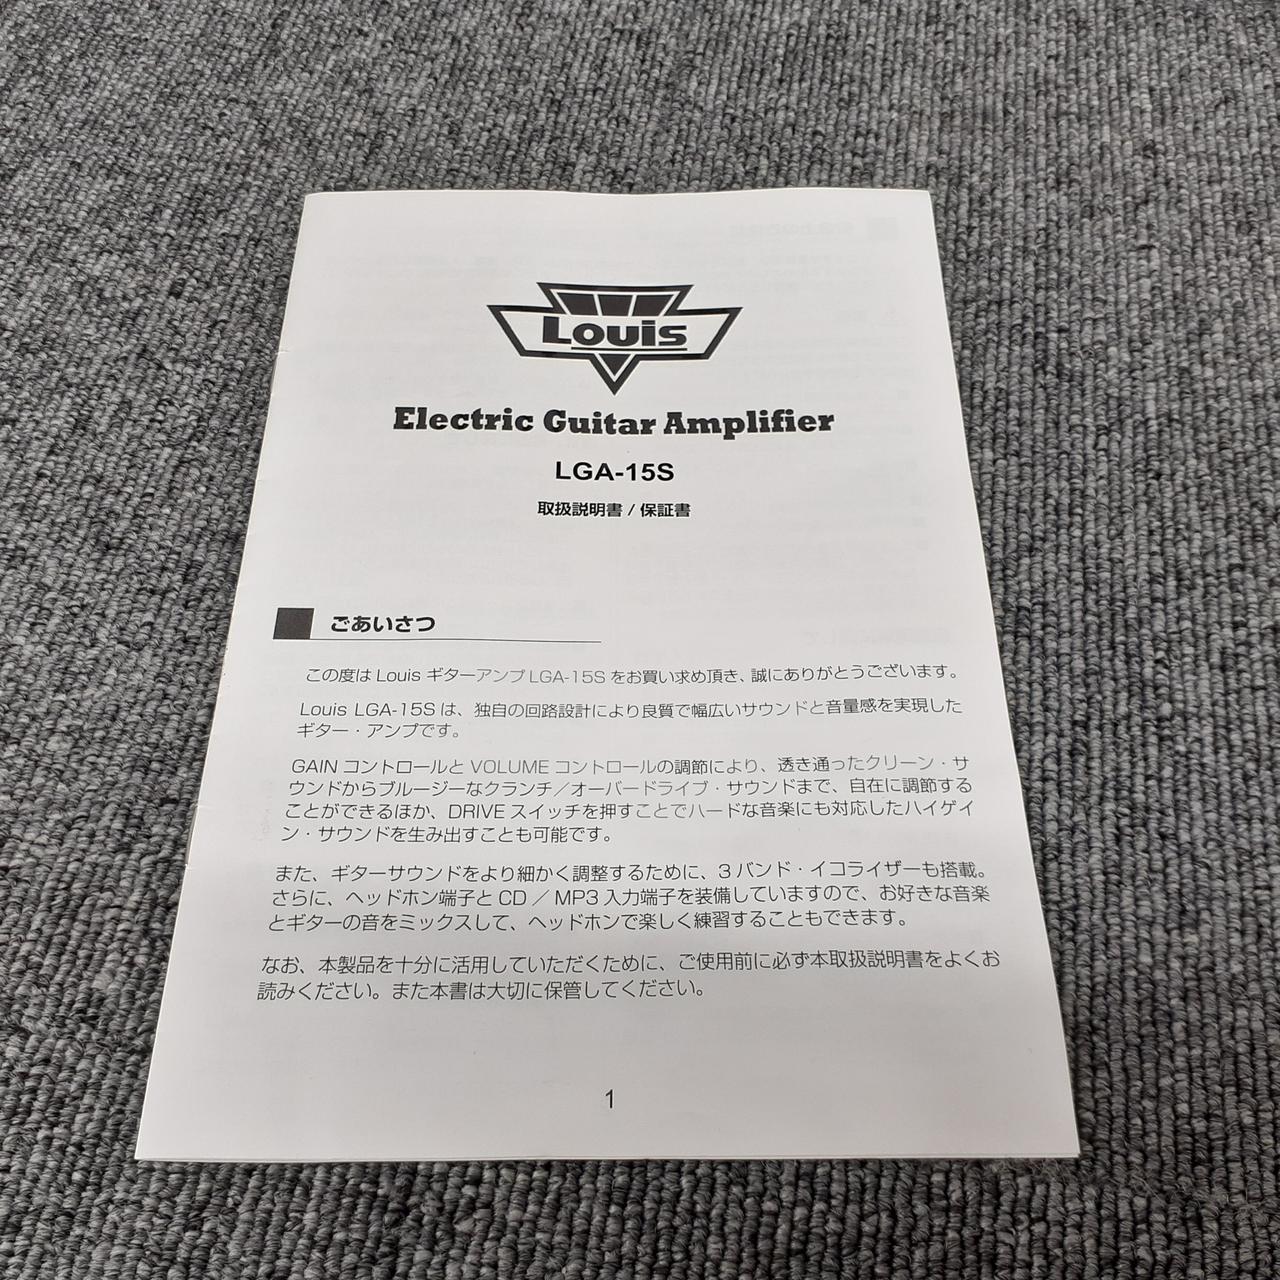 Louis
Electric Guitar Amplifier
LGA-15S
取扱説明書 / 保証書
ごあいさつ
この度は Louis ギターアンプ LGA-15S をお買い求め頂き、誠にありがとうございます。
Louis LGA-15S は、独自の回路設計により良質で幅広いサウンドと音量感を実現した
ギター・アンプです。
GAIN コントロールと VOLUME コントロールの調節により、透き通ったクリーン・サ
ウンドからブルージーなクランチ／オーバードライブ・サウンドまで、自在に調節する
ことができるほか、DRIVE スイッチを押すことでハードな音楽にも対応したハイゲイ
ン・サウンドを生み出すことも可能です。
また、ギターサウンドをより細かく調整するために、3 バンド・イコライザーも搭載。
さらに、ヘッドホン端子と CD ／ MP3 入力端子を装備していますので、お好きな音楽
とギターの音をミックスして、ヘッドホンで楽しく練習することもできます。
なお、本製品を十分に活用していただくために、ご使用前に必ず本取扱説明書をよくお
読みください。また本書は大切に保管してください。
1